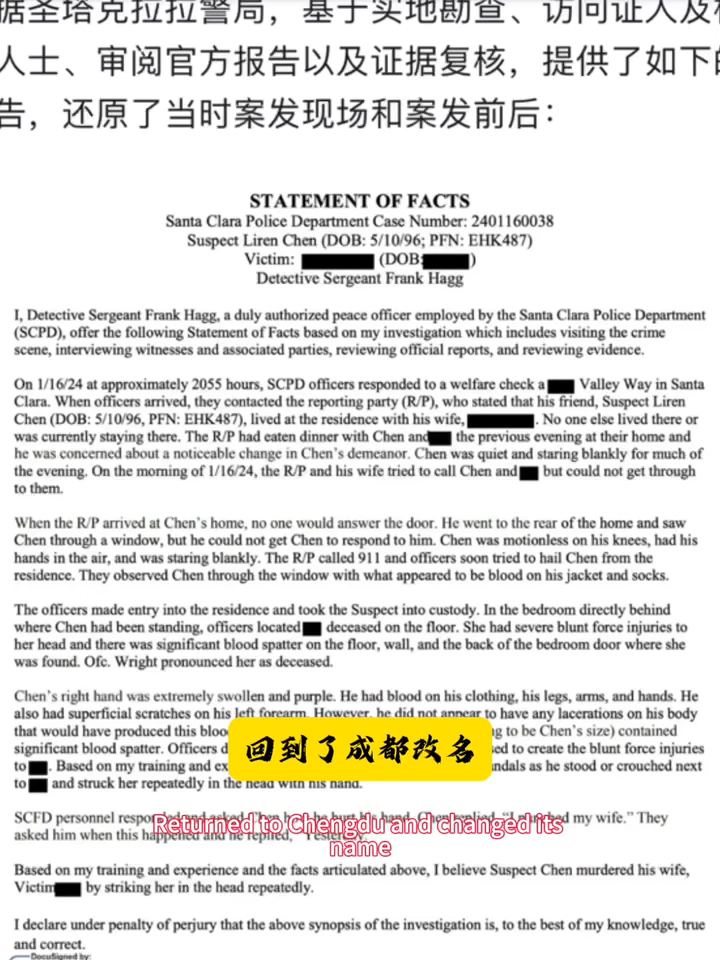 据圣塔克拉拉警局，基于实地勘查、访问证人及
人士、审阅官方报告以及证据复核，提供了如下的
告，还原了当时案发现场和案发前后：
STATEMENT OF FACTS
Santa Clara Police Department Case Number: 2401160038
Suspect Liren Chen (DOB: 5/10/96; PFN: EHK487)
Victim: (DOB: )
Detective Sergeant Frank Hagg
I, Detective Sergeant Frank Hagg, a duly authorized peace officer employed by the Santa Clara Police Department
(SCPD), offer the following Statement of Facts based on my investigation which includes visiting the crime
scene, interviewing witnesses and associated parties, reviewing official reports, and reviewing evidence.
On 1/16/24 at approximately 2055 hours, SCPD officers responded to a welfare check a Valley Way in Santa
Clara. When officers arrived, they contacted the reporting party (R/P), who stated that his friend, Suspect Liren
Chen (DOB: 5/10/96, PFN: EHK487), lived at the residence with his wife, . No one else lived there or
was currently staying there. The R/P had eaten dinner with Chen and the previous evening at their home and
he was concerned about a noticeable change in Chen's demeanor. Chen was quiet and staring blankly for much of
the evening. On the morning of 1/16/24, the R/P and his wife tried to call Chen and but could not get through
to them.
When the R/P arrived at Chen's home, no one would answer the door. He went to the rear of the home and saw
Chen through a window, but he could not get Chen to respond to him. Chen was motionless on his knees, had his
hands in the air, and was staring blankly. The R/P called 911 and officers soon tried to hail Chen from the
residence. They observed Chen through the window with what appeared to be blood on his jacket and socks.
The officers made entry into the residence and took the Suspect into custody. In the bedroom directly behind
where Chen had been standing, officers located deceased on the floor. She had severe blunt force injuries to
her head and there was significant blood spatter on the floor, wall, and the back of the bedroom door where she
was found. Ofc. Wright pronounced her as deceased.
Chen's right hand was extremely swollen and purple. He had blood on his clothing, his legs, arms, and hands. He
also had superficial scratches on his left forearm. However, he did not appear to have any lacerations on his body
that would have produced this bloo g to be Chen's size) contained
significant blood spatter. Officers d sed to create the blunt force injuries
to . Based on my training and ex ndals as he stood or crouched next
to and struck her repeatedly in the head with his hand.
回到了成都改名
SCFD personnel respon my wife." They
asked him when this happened and he replied, "Yesterday."
Returned to Chengdu and changed its
name
Based on my training and experience and the facts articulated above, I believe Suspect Chen murdered his wife,
Victim by striking her in the head repeatedly.
I declare under penalty of perjury that the above synopsis of the investigation is, to the best of my knowledge, true
and correct.
DocuSigned by: